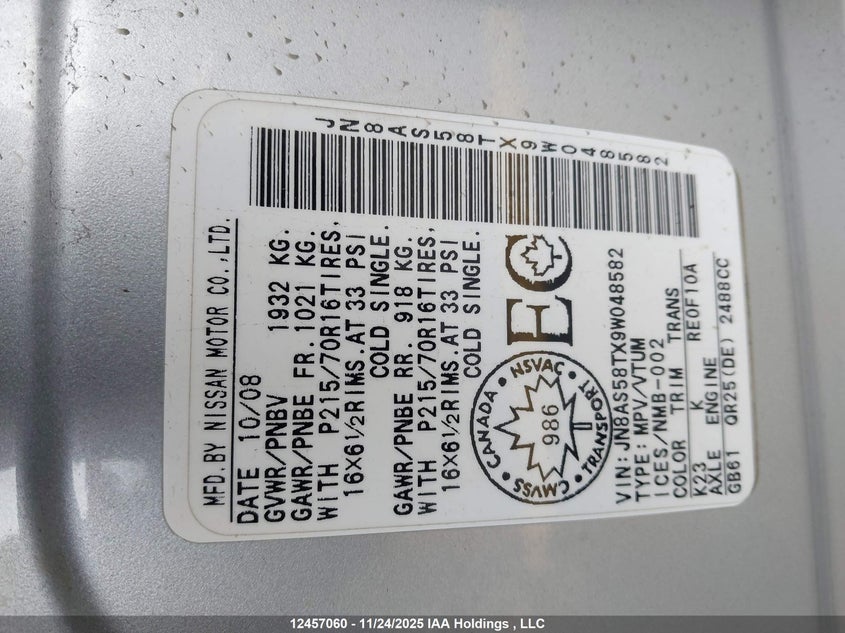 MFD. BY NISSAN MOTOR CO.,LTD.
DATE 10/08
GVWR/PNBV 1932 KG.
GAWR/PNBE FR. 1021 KG.
WITH P215/70R16TIRES,
16X6½RIMS.AT 33 PSI
COLD SINGLE.
GAWR/PNBE RR. 918 KG.
WITH P215/70R16TIRES,
16X6½RIMS.AT 33 PSI
COLD SINGLE.
CANADA · NSVAC · TRANSPORT · CMVSS ·
986
EC
VIN: JN8AS58TX9W048582
TYPE: MPV/VTUM
ICES/NMB-002
COLOR TRIM TRANS
K23 K RE0F10A
AXLE ENGINE
GB61 QR25(DE) 2488CC
JN8AS58TX9W048582
12457060 - 11/24/2025 IAA Holdings , LLC